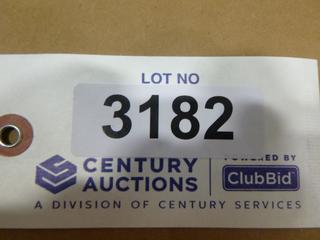 LOT NO
3182
CENTURY AUCTIONS
POWERED BY
ClubBid
A DIVISION OF CENTURY SERVICES